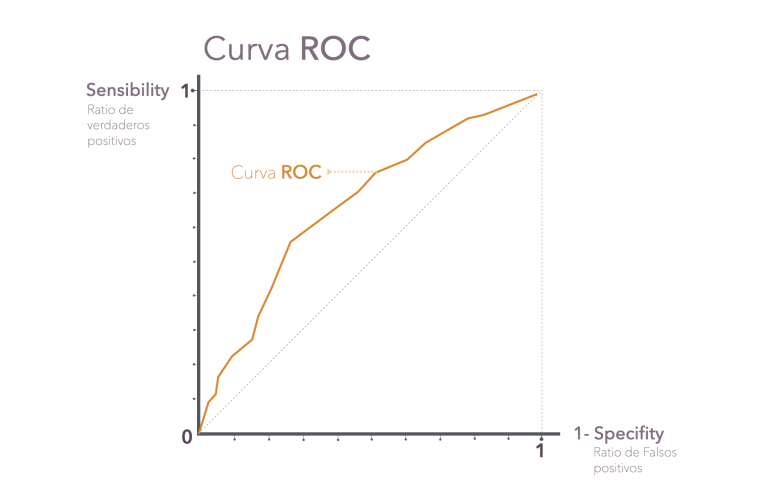 Curva ROC
Sensibility 1
Ratio de
verdaderos
positivos
Curva ROC
0
1
1- Specifity
Ratio de Falsos
positivos